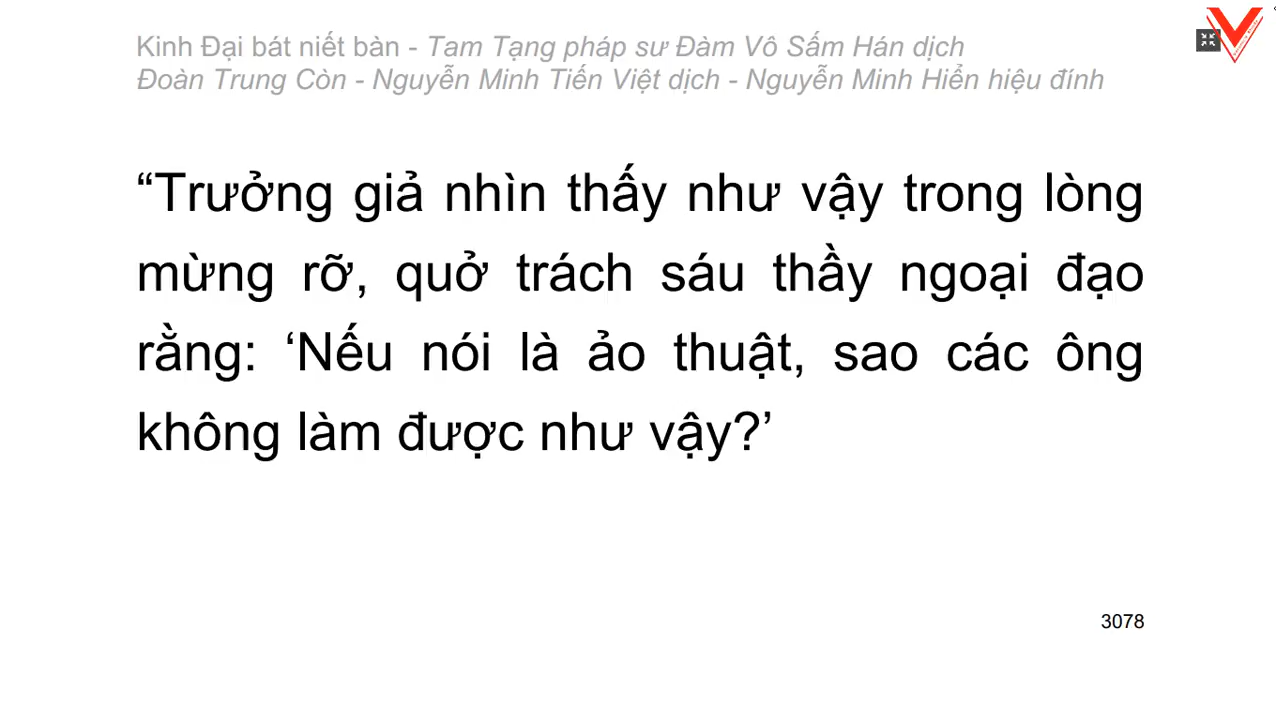 Kinh Đại bát niết bàn - Tam Tạng pháp sư Đàm Vô Sấm Hán dịch
Đoàn Trung Còn - Nguyễn Minh Tiến Việt dịch - Nguyễn Minh Hiển hiệu đính
“Trưởng giả nhìn thấy như vậy trong lòng
mừng rỡ, quở trách sáu thầy ngoại đạo
rằng: ‘Nếu nói là ảo thuật, sao các ông
không làm được như vậy?’
3078